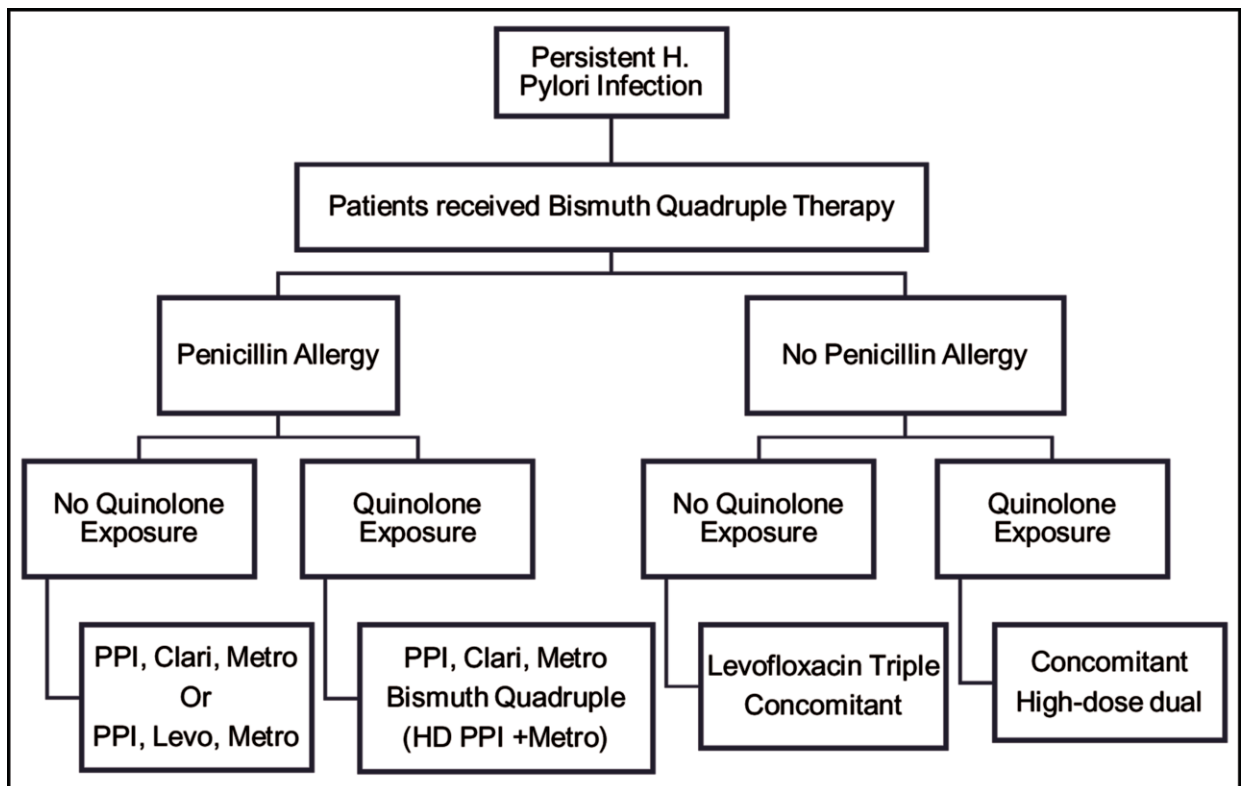 Persistent H.
Pylori Infection
Patients received Bismuth Quadruple Therapy
Penicillin Allergy
No Penicillin Allergy
No Quinolone
Exposure
Quinolone
Exposure
No Quinolone
Exposure
Quinolone
Exposure
PPI, Clari, Metro
Or
PPI, Levo, Metro
PPI, Clari, Metro
Bismuth Quadruple
(HD PPI +Metro)
Levofloxacin Triple
Concomitant
Concomitant
High-dose dual